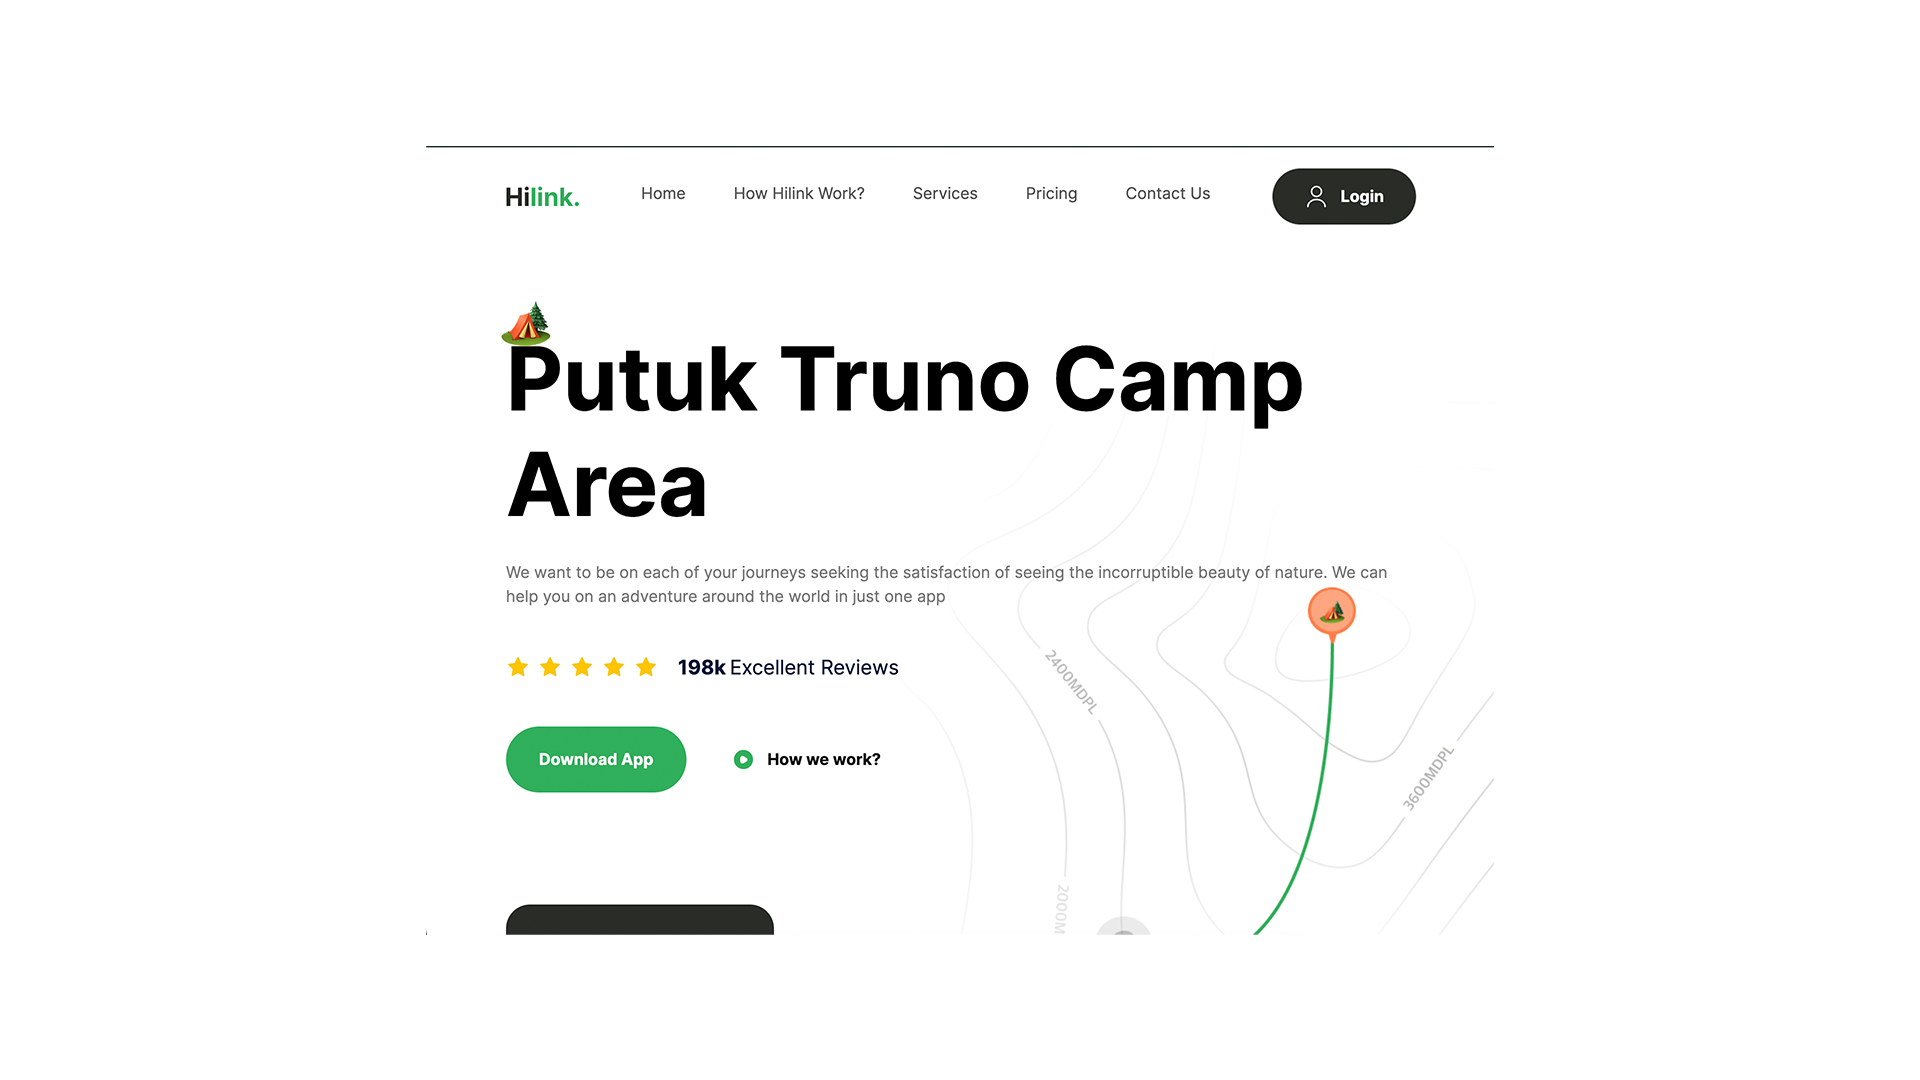 Hilink.
Home
How Hilink Work?
Services
Pricing
Contact Us
Login
Putuk Truno Camp
Area
We want to be on each of your journeys seeking the satisfaction of seeing the incorruptible beauty of nature. We can
help you on an adventure around the world in just one app
198k Excellent Reviews
2400MDPL
Download App
How we work?
3600MDPL
2000M